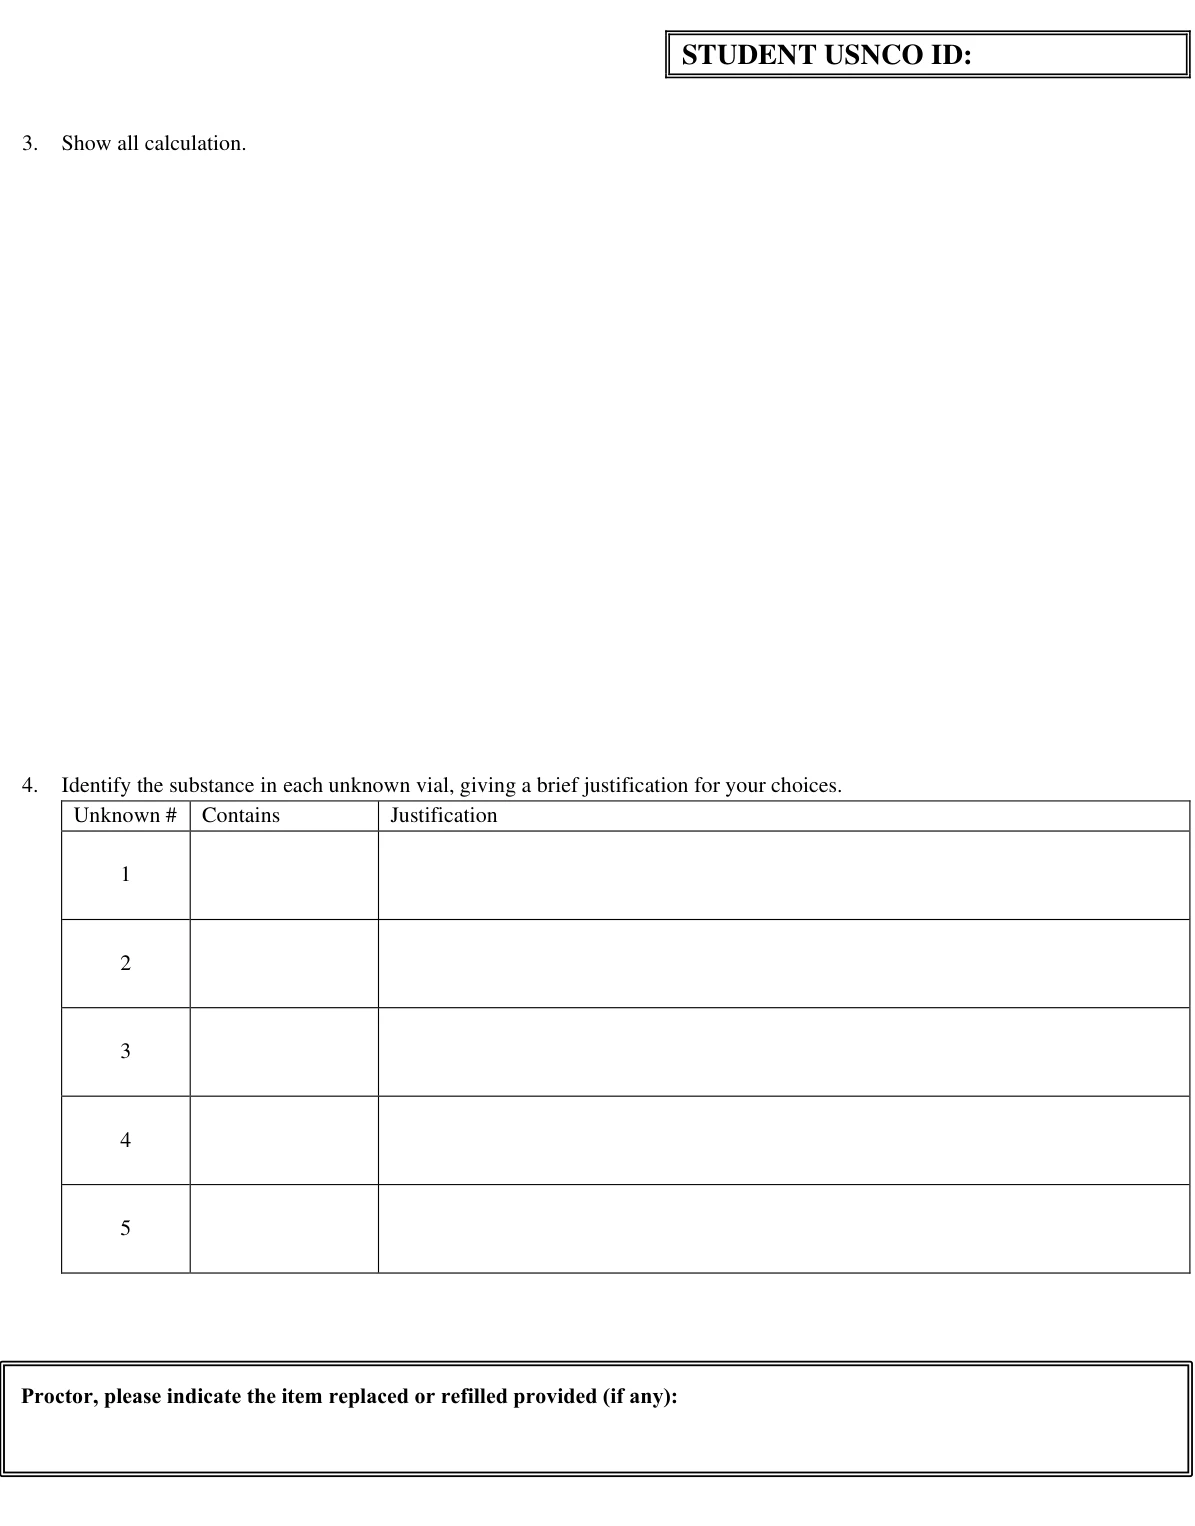 STUDENT USNCO ID:
3. Show all calculation.
4. Identify the substance in each unknown vial, giving a brief justification for your choices.
Unknown # Contains Justification
1
2
3
4
5
Proctor, please indicate the item replaced or refilled provided (if any):